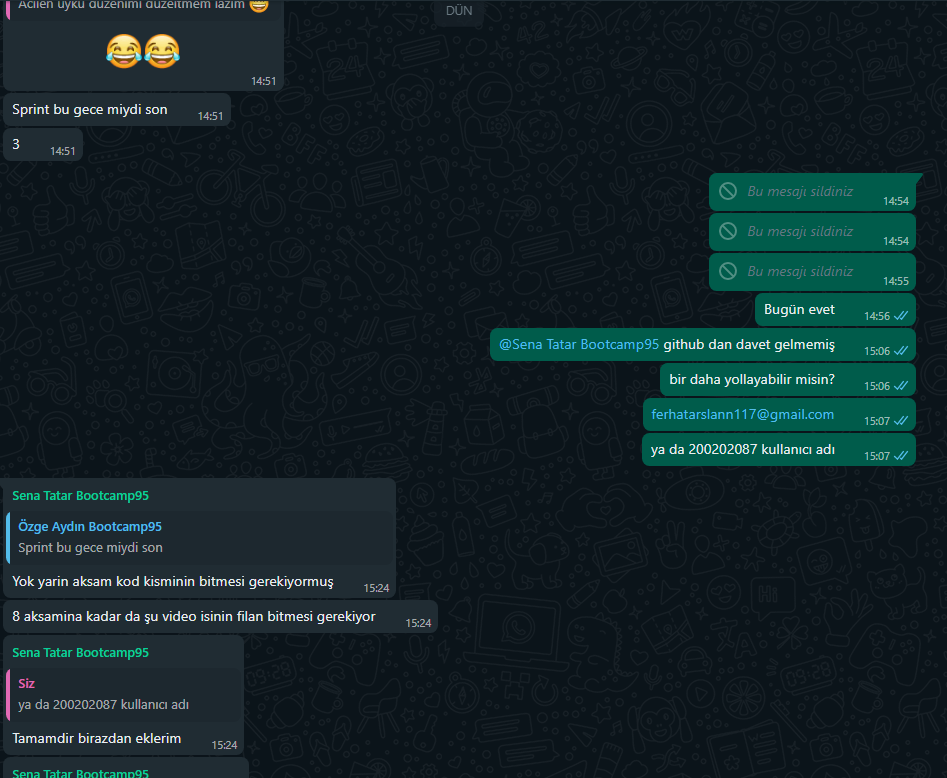 Acilen uyku düzenimi düzeltmem lazım 😅
DÜN
😂😂
14:51
Sprint bu gece miydi son
14:51
3
14:51
Bu mesajı sildiniz
14:54
Bu mesajı sildiniz
14:54
Bu mesajı sildiniz
14:55
Bugün evet
14:56
@Sena Tatar Bootcamp95 github dan davet gelmemiş
15:06
bir daha yollayabilir misin?
15:06
ferhatarslann117@gmail.com
15:07
ya da 200202087 kullanıcı adı
15:07
Sena Tatar Bootcamp95
Özge Aydın Bootcamp95
Sprint bu gece miydi son
Yok yarin aksam kod kisminin bitmesi gerekiyormuş
15:24
8 aksamina kadar da şu video isinin filan bitmesi gerekiyor
15:24
Sena Tatar Bootcamp95
Siz
ya da 200202087 kullanıcı adı
Tamamdir birazdan eklerim
15:24
Sena Tatar Bootcamp95